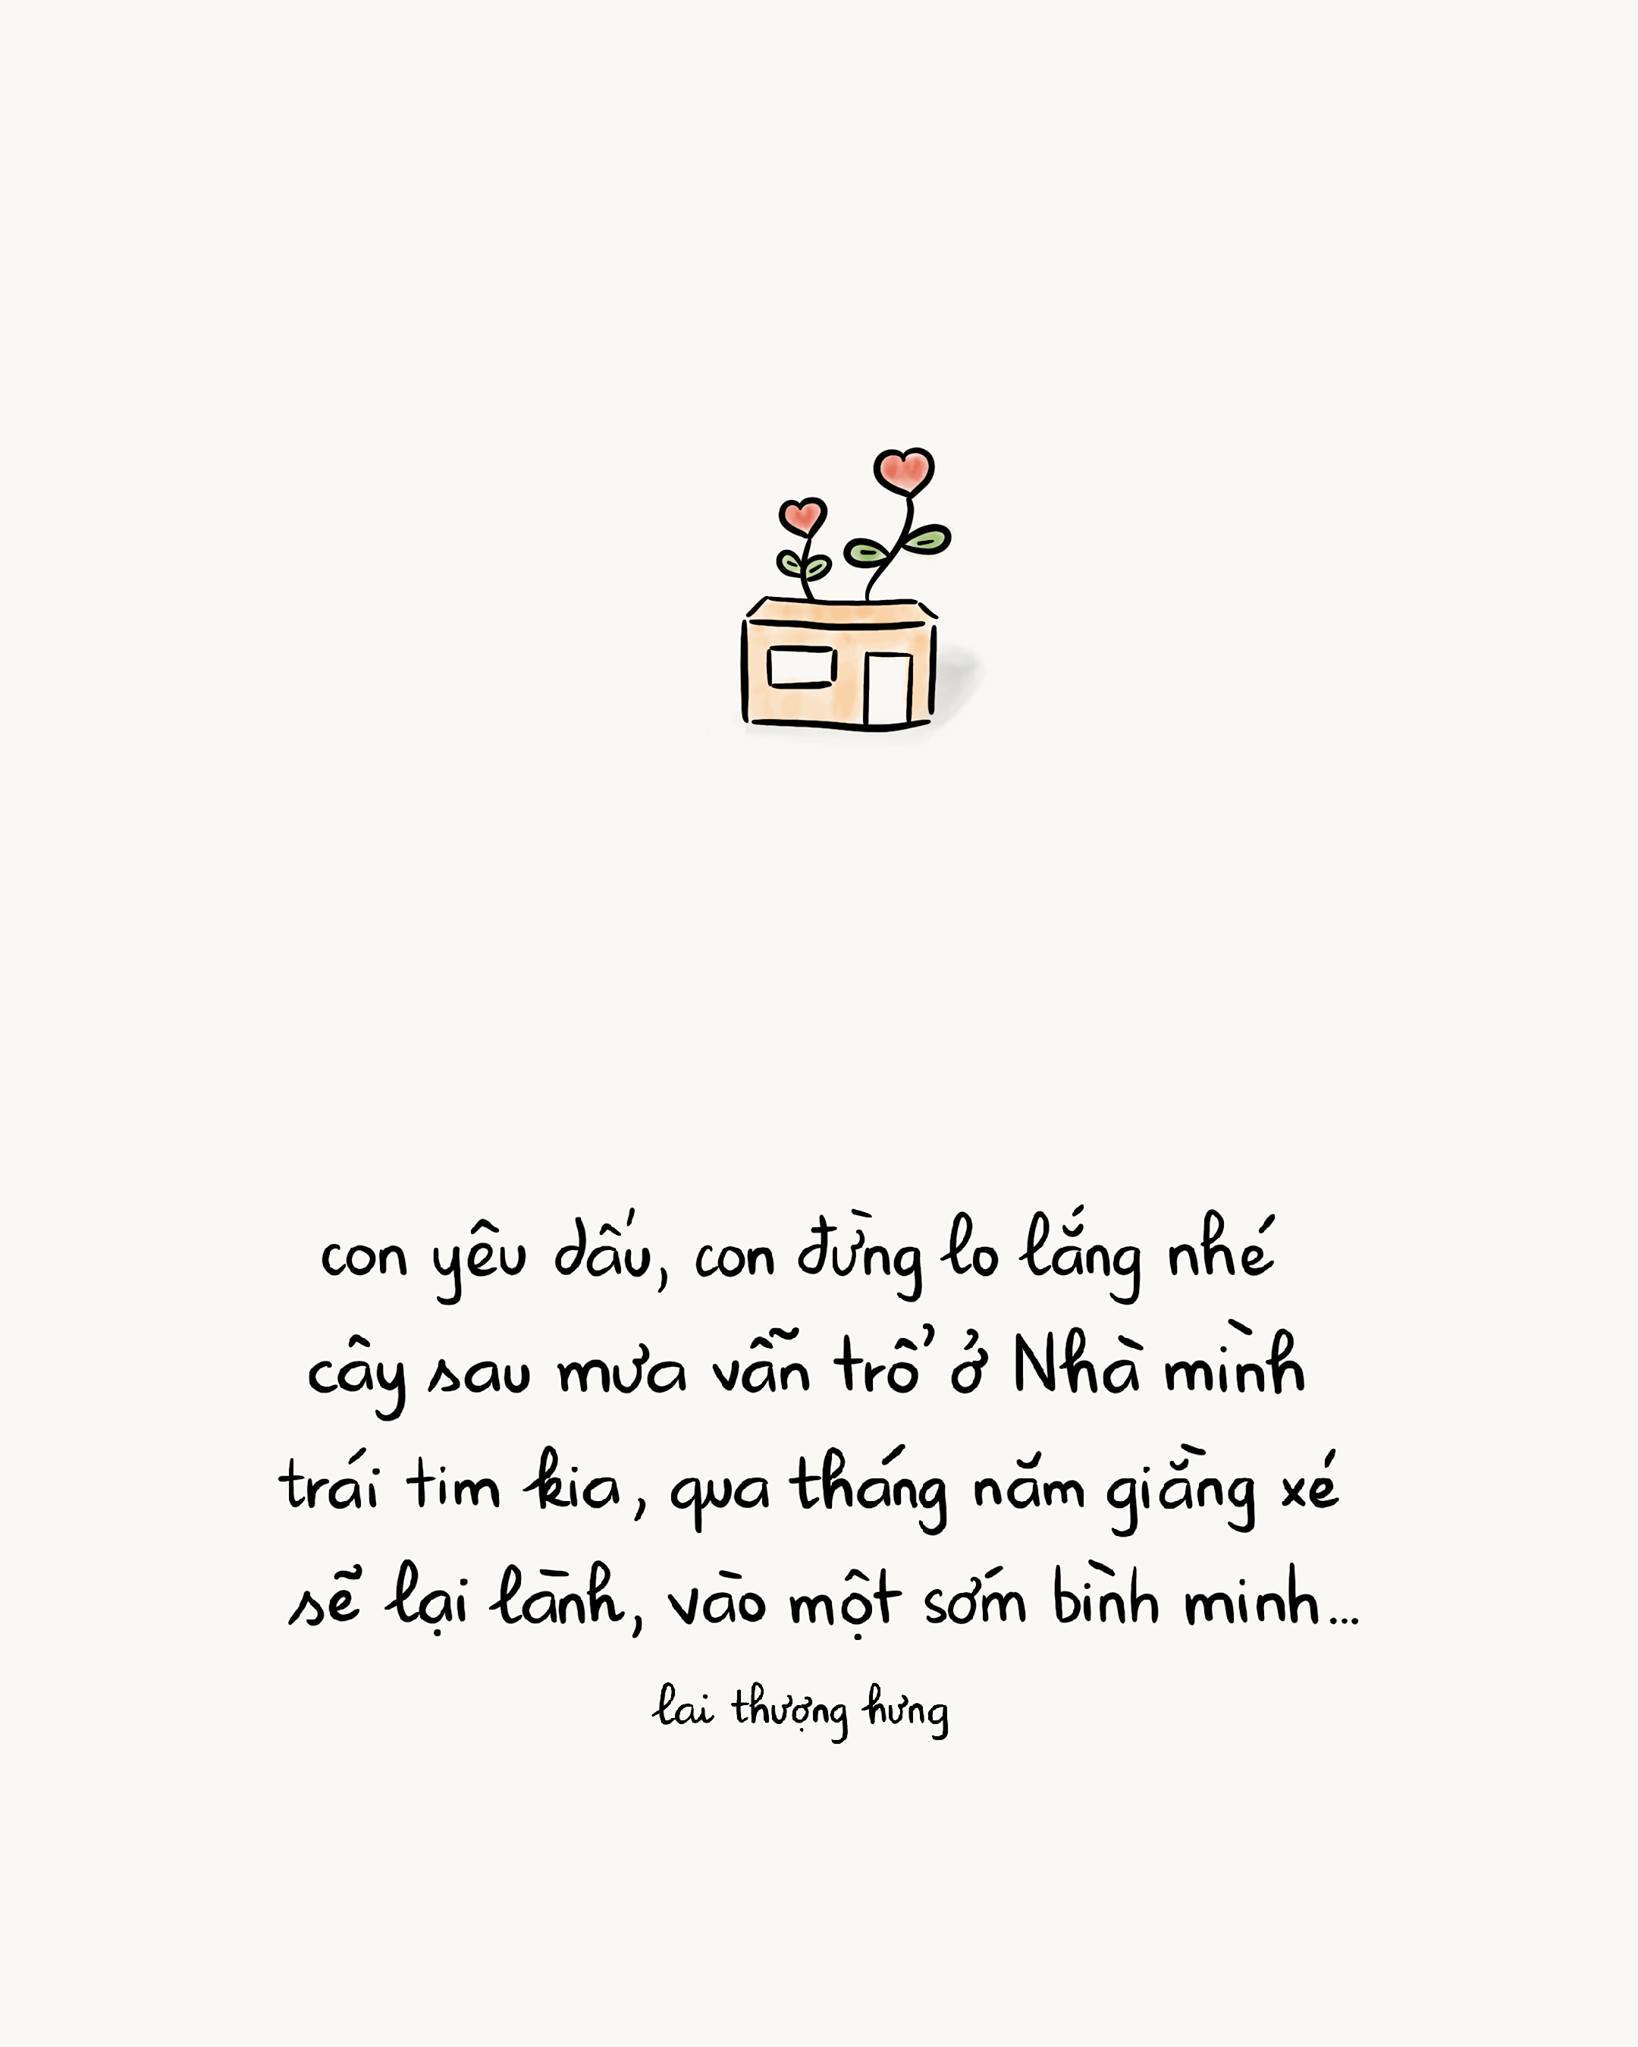 con yêu dấu, con đừng lo lắng nhé
cây sau mưa vẫn trổ ở Nhà mình
trái tim kia, qua tháng năm giằng xé
sẽ lại lành, vào một sớm bình minh...
lai thượng hưng